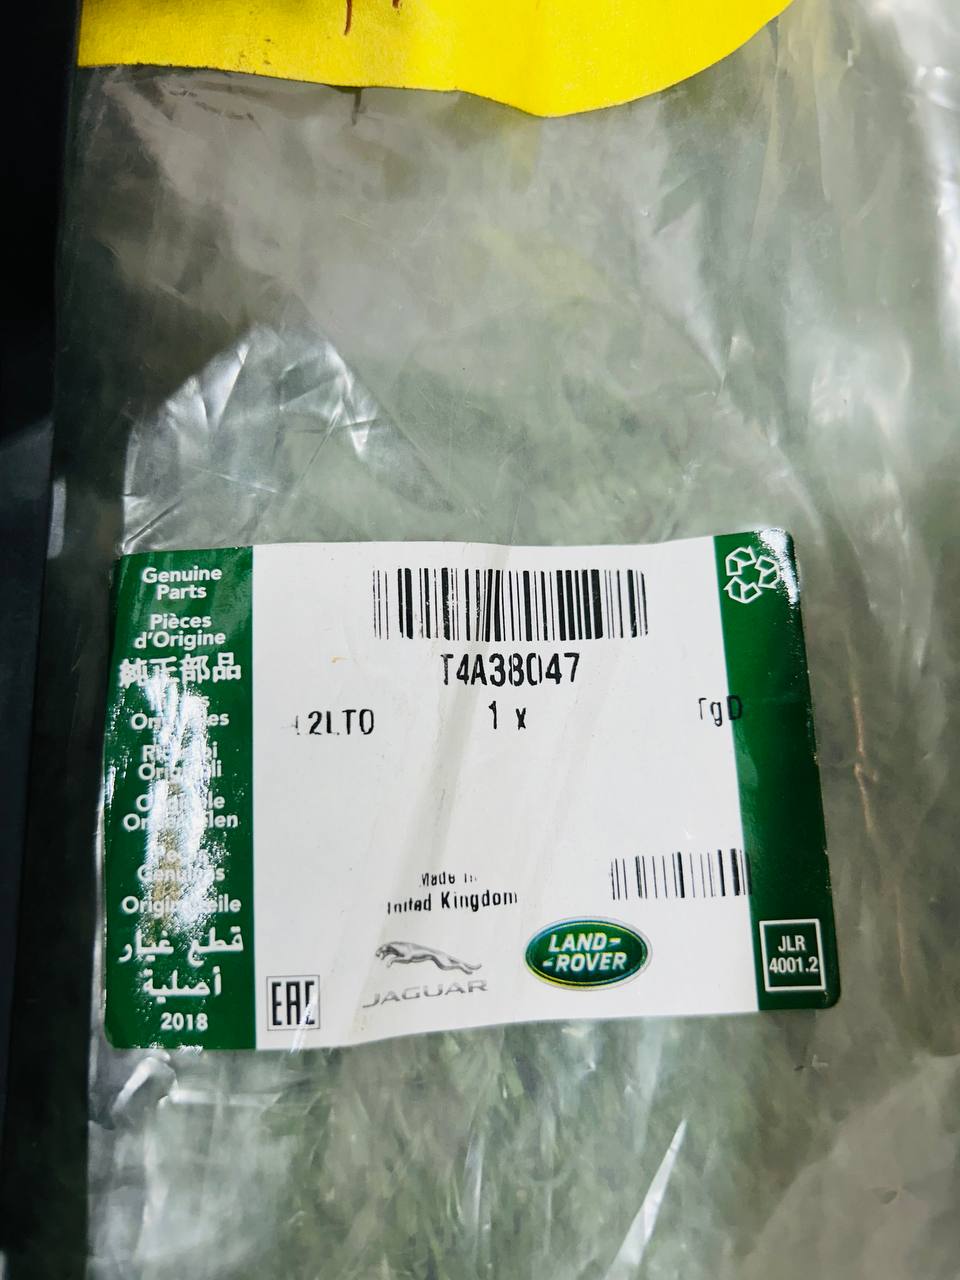 Genuine
Parts
Pièces
d'Origine
純正部品
T4A38047
2LTO
1 x
Made in
United Kingdom
LAND-
-ROVER
JAGUAR
EAC
قطع غيار
أصلية
2018
JLR
4001.2